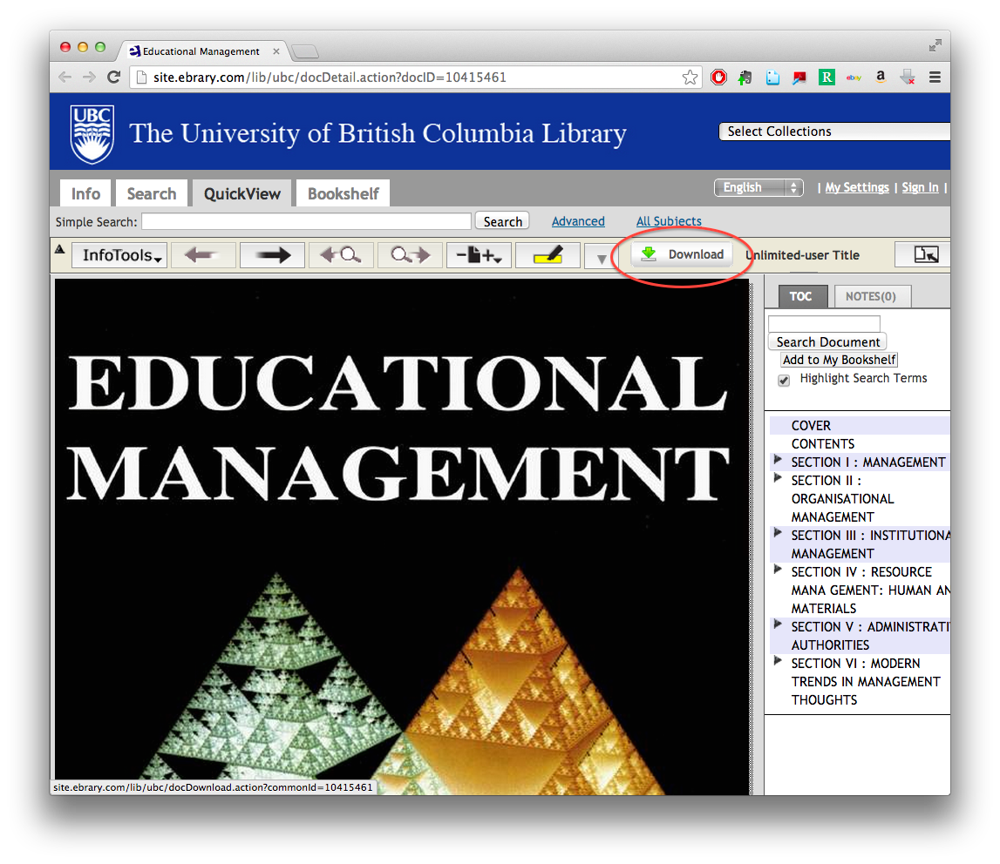 Educational Management
site.ebrary.com/lib/ubc/docDetail.action?docID=10415461
R
ebay
a
UBC
The University of British Columbia Library
Select Collections
Info Search QuickView Bookshelf
English | My Settings | Sign In |
Simple Search: Search Advanced All Subjects
InfoTools
Download
Unlimited-user Title
TOC NOTES(0)
Search Document
Add to My Bookshelf
Highlight Search Terms
EDUCATIONAL
MANAGEMENT
COVER
CONTENTS
SECTION I : MANAGEMENT
SECTION II :
ORGANISATIONAL
MANAGEMENT
SECTION III : INSTITUTIONA
MANAGEMENT
SECTION IV : RESOURCE
MANA GEMENT: HUMAN AN
MATERIALS
SECTION V : ADMINISTRATI
AUTHORITIES
SECTION VI : MODERN
TRENDS IN MANAGEMENT
THOUGHTS
site.ebrary.com/lib/ubc/docDownload.action?commonId=10415461